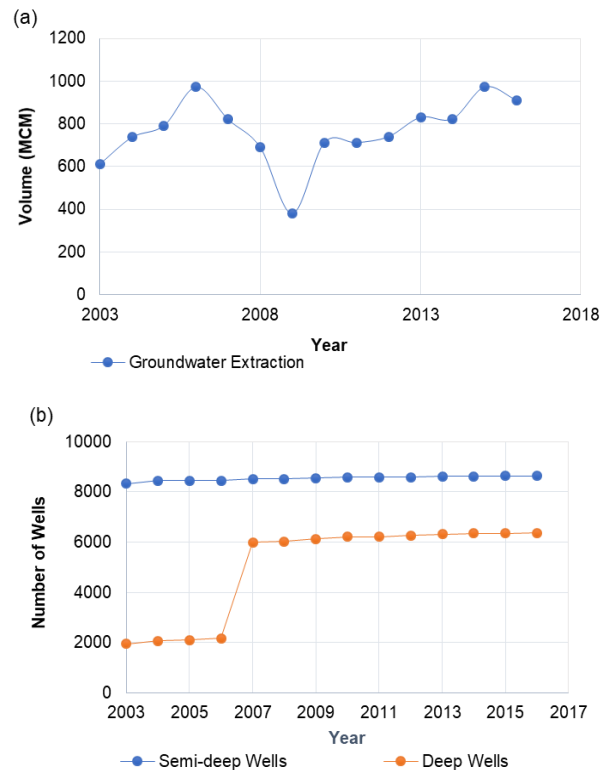 (a)
1200
1000
800
600
400
200
0
Volume (MCM)
2003 2008 2013 2018
Year
Groundwater Extraction
(b)
10000
8000
6000
4000
2000
0
Number of Wells
2003 2005 2007 2009 2011 2013 2015 2017
Year
Semi-deep Wells Deep Wells